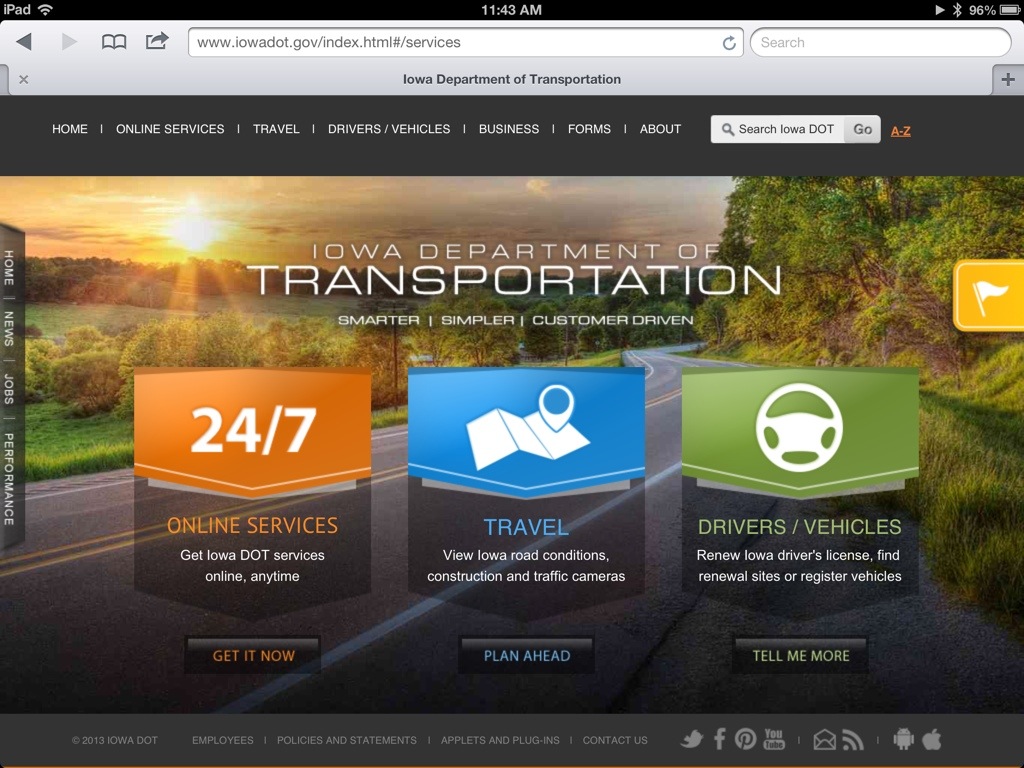 iPad 11:43 AM 96%
www.iowadot.gov/index.html#/services Search
Iowa Department of Transportation
HOME | ONLINE SERVICES | TRAVEL | DRIVERS / VEHICLES | BUSINESS | FORMS | ABOUT Search Iowa DOT Go A-Z
IOWA DEPARTMENT OF
TRANSPORTATION
SMARTER | SIMPLER | CUSTOMER DRIVEN
HOME | NEWS | JOBS | PERFORMANCE
24/7
ONLINE SERVICES
Get Iowa DOT services
online, anytime
GET IT NOW
TRAVEL
View Iowa road conditions,
construction and traffic cameras
PLAN AHEAD
DRIVERS / VEHICLES
Renew Iowa driver's license, find
renewal sites or register vehicles
TELL ME MORE
© 2013 IOWA DOT EMPLOYEES | POLICIES AND STATEMENTS | APPLETS AND PLUG-INS | CONTACT US You Tube